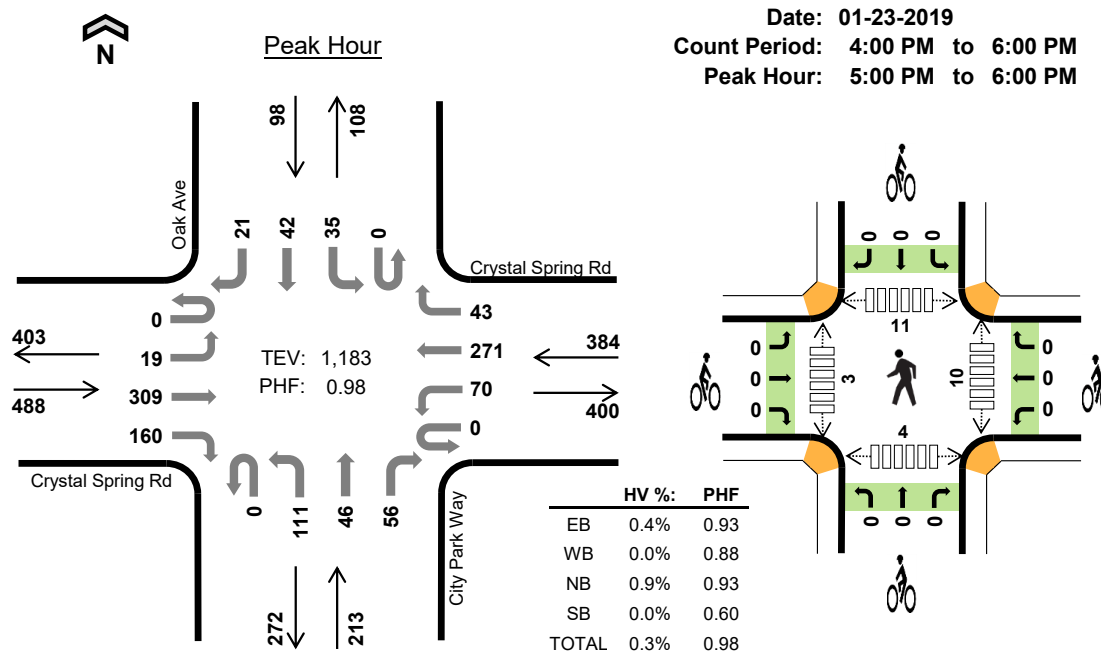 N
Peak Hour
Date: 01-23-2019
Count Period: 4:00 PM to 6:00 PM
Peak Hour: 5:00 PM to 6:00 PM
98
108
Oak Ave
21
42
35
0
Crystal Spring Rd
0
43
403
19
TEV: 1,183
271
384
488
309
PHF: 0.98
70
400
160
0
Crystal Spring Rd
0
111
46
56
City Park Way
272
213
0 0 0
11
0
0
0
3
10
0
0
0
4
0 0 0
HV %: PHF
EB 0.4% 0.93
WB 0.0% 0.88
NB 0.9% 0.93
SB 0.0% 0.60
TOTAL 0.3% 0.98